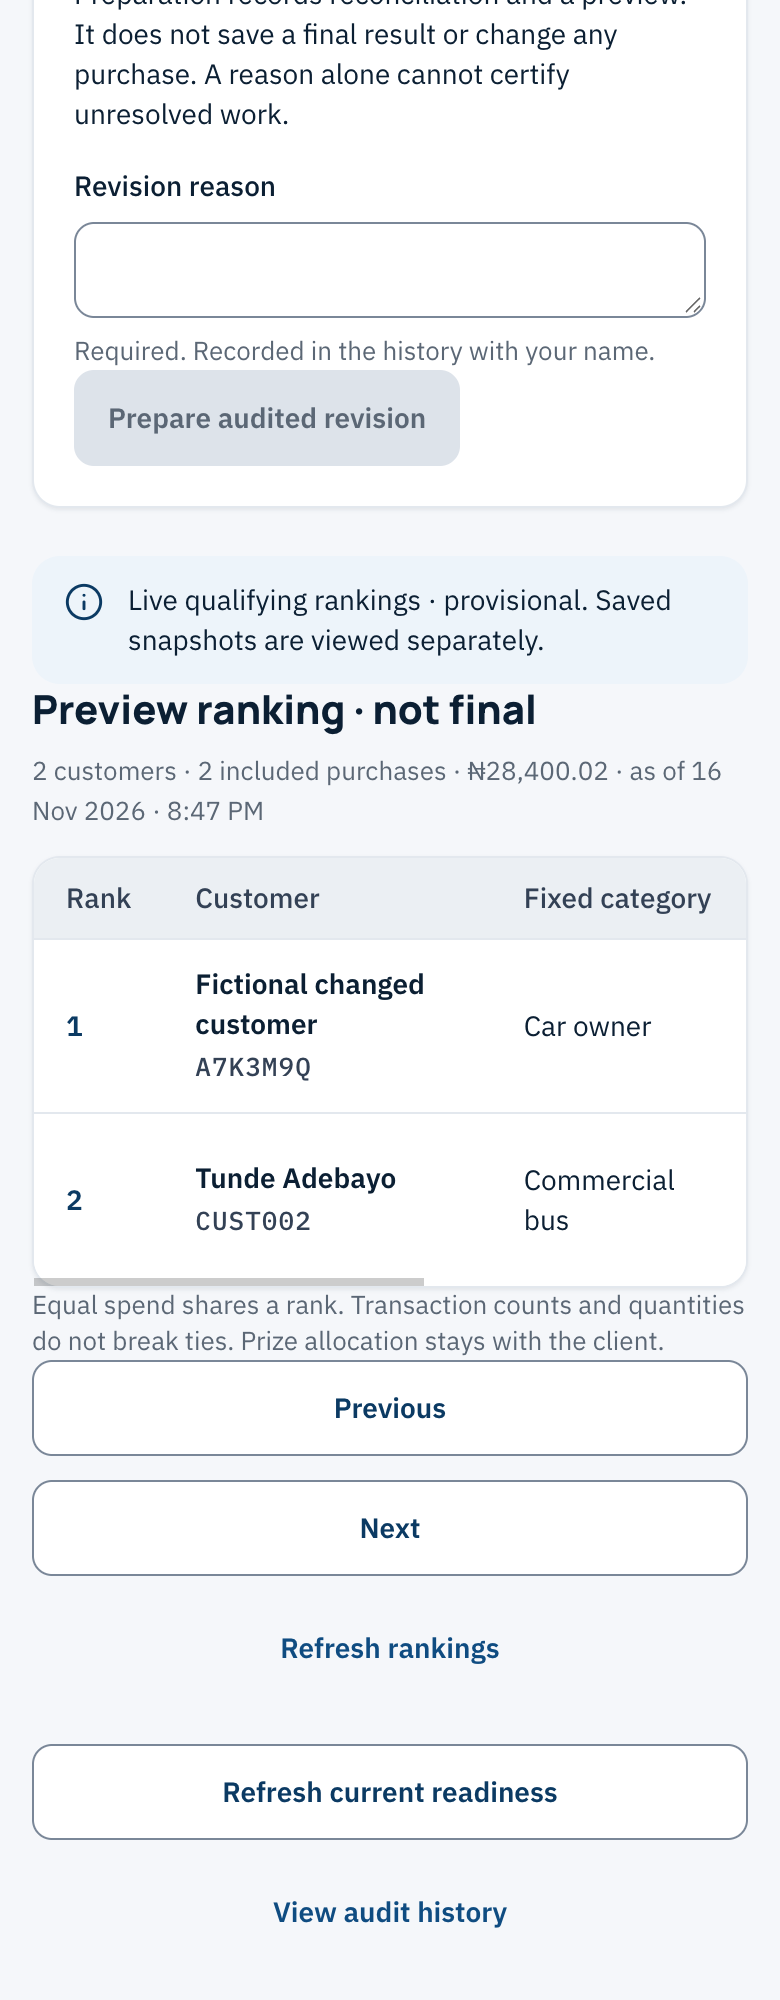 Preparation records reconciliation and a preview.
It does not save a final result or change any
purchase. A reason alone cannot certify
unresolved work.
Revision reason
Required. Recorded in the history with your name.
Prepare audited revision
Live qualifying rankings · provisional. Saved
snapshots are viewed separately.
Preview ranking · not final
2 customers · 2 included purchases · ₦28,400.02 · as of 16
Nov 2026 · 8:47 PM
Rank Customer Fixed category
1 Fictional changed customer A7K3M9Q Car owner
2 Tunde Adebayo CUST002 Commercial bus
Equal spend shares a rank. Transaction counts and quantities
do not break ties. Prize allocation stays with the client.
Previous
Next
Refresh rankings
Refresh current readiness
View audit history